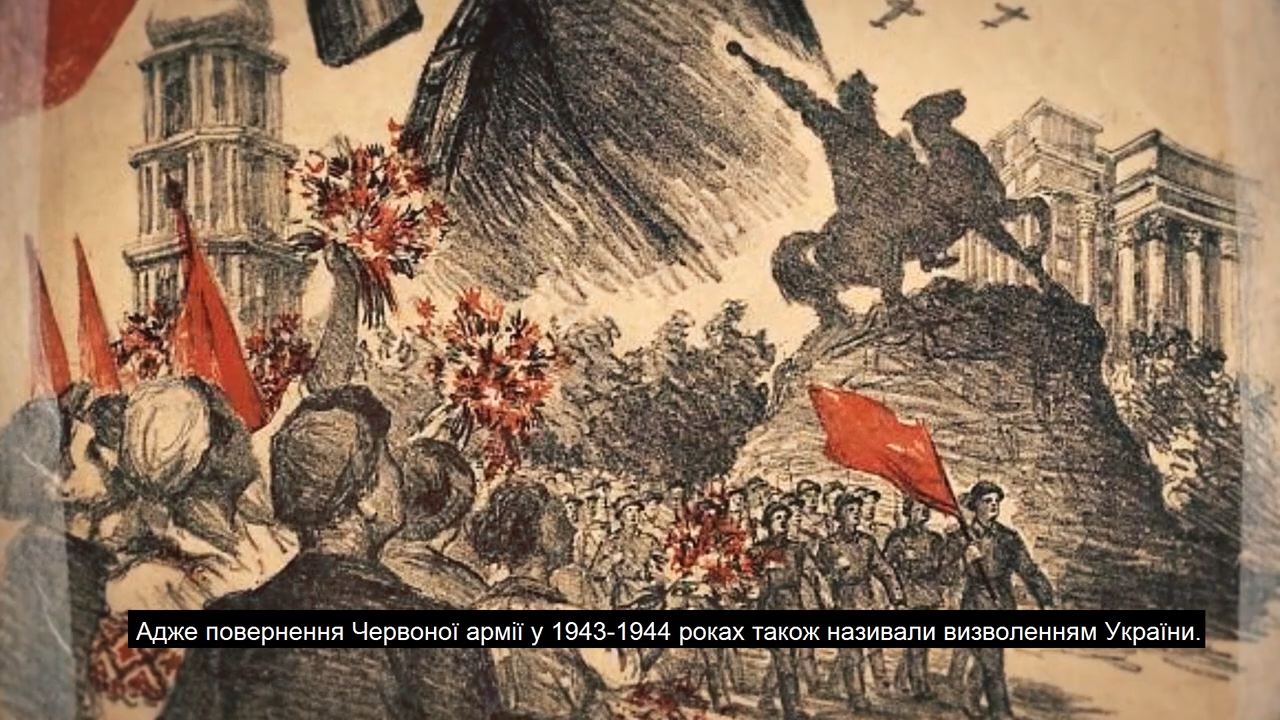 Адже повернення Червоної армії у 1943-1944 роках також називали визволенням України.